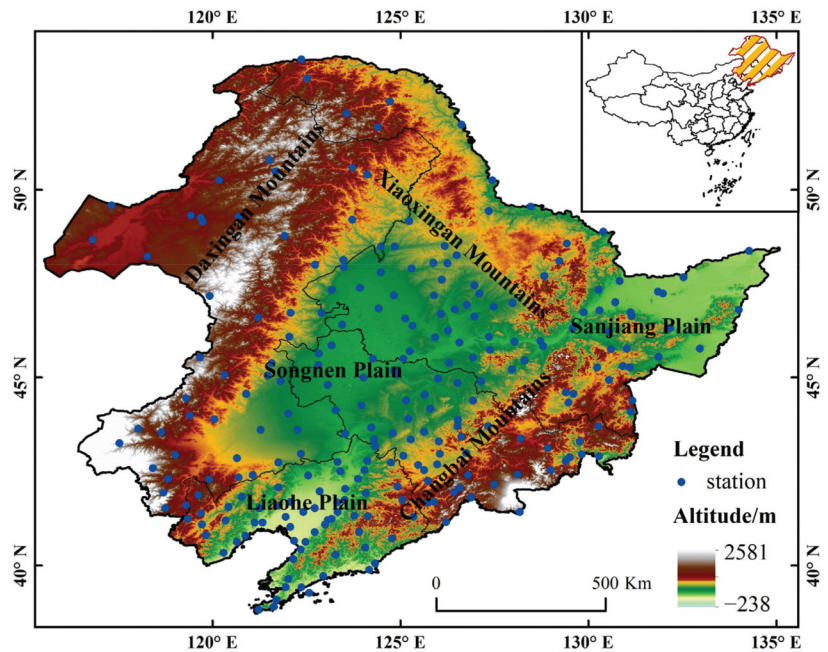 120° E 125° E 130° E 135° E
50° N
50° N
45° N
45° N
40° N
40° N
Daxingan Mountains
Xiaoxingan Mountains
Sanjiang Plain
Songnen Plain
Changbai Mountains
Liaohe Plain
Legend
station
Altitude/m
2581
−238
0 500 Km
120° E 125° E 130° E 135° E